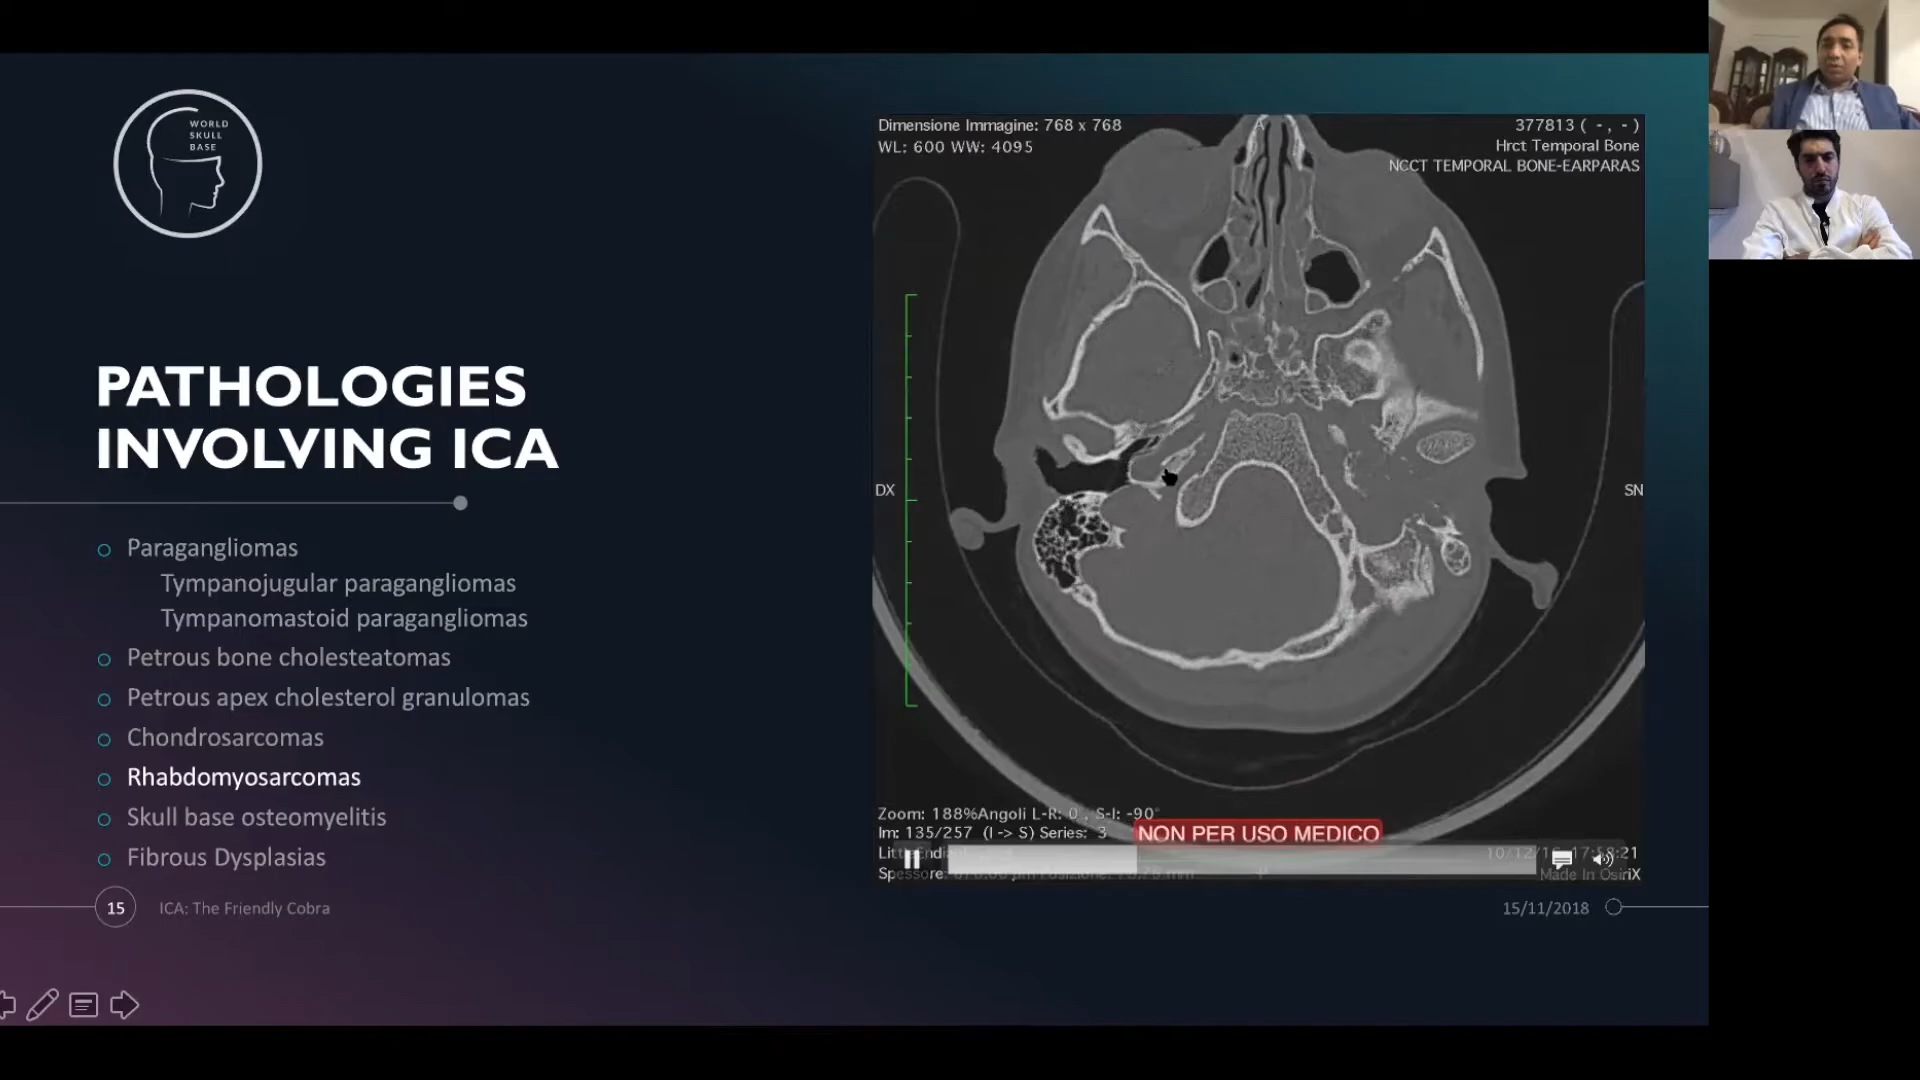 WORLD
SKULL
BASE
PATHOLOGIES
INVOLVING ICA
Paragangliomas
Tympanojugular paragangliomas
Tympanomastoid paragangliomas
Petrous bone cholesteatomas
Petrous apex cholesterol granulomas
Chondrosarcomas
Rhabdomyosarcomas
Skull base osteomyelitis
Fibrous Dysplasias
15
ICA: The Friendly Cobra
Dimensione Immagine: 768 x 768
WL: 600 WW: 4095
377813 ( -, - )
Hrct Temporal Bone
NCCT TEMPORAL BONE-EARPARAS
A
DX
SN
Zoom: 188% Angoli L-R: 0°, S-I: -90°
Im: 135/257 (I -> S) Series: 3
NON PER USO MEDICO
17:58:21
Made In OsiriX
15/11/2018